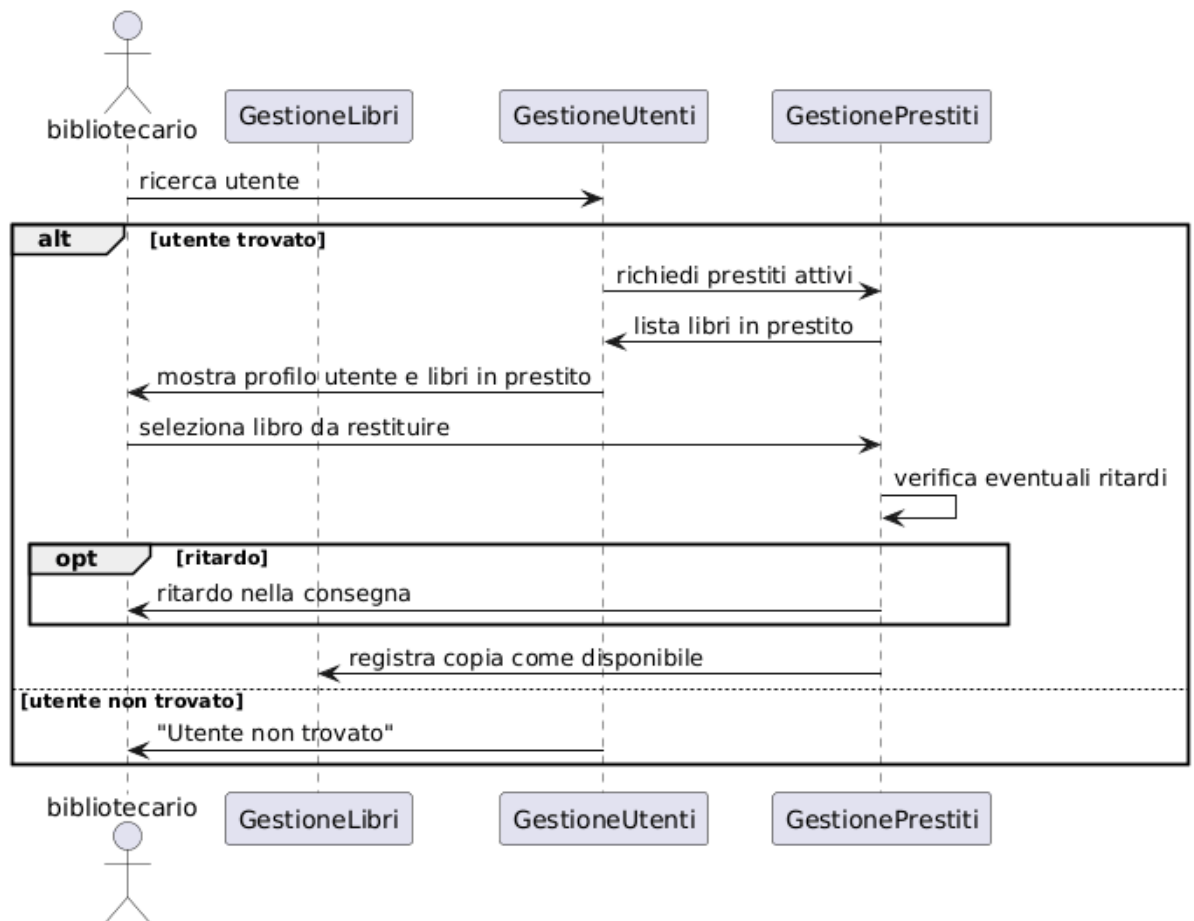 bibliotecario
GestioneLibri
GestioneUtenti
GestionePrestiti
ricerca utente
alt
[utente trovato]
richiedi prestiti attivi
lista libri in prestito
mostra profilo utente e libri in prestito
seleziona libro da restituire
verifica eventuali ritardi
opt
[ritardo]
ritardo nella consegna
registra copia come disponibile
[utente non trovato]
"Utente non trovato"
bibliotecario
GestioneLibri
GestioneUtenti
GestionePrestiti